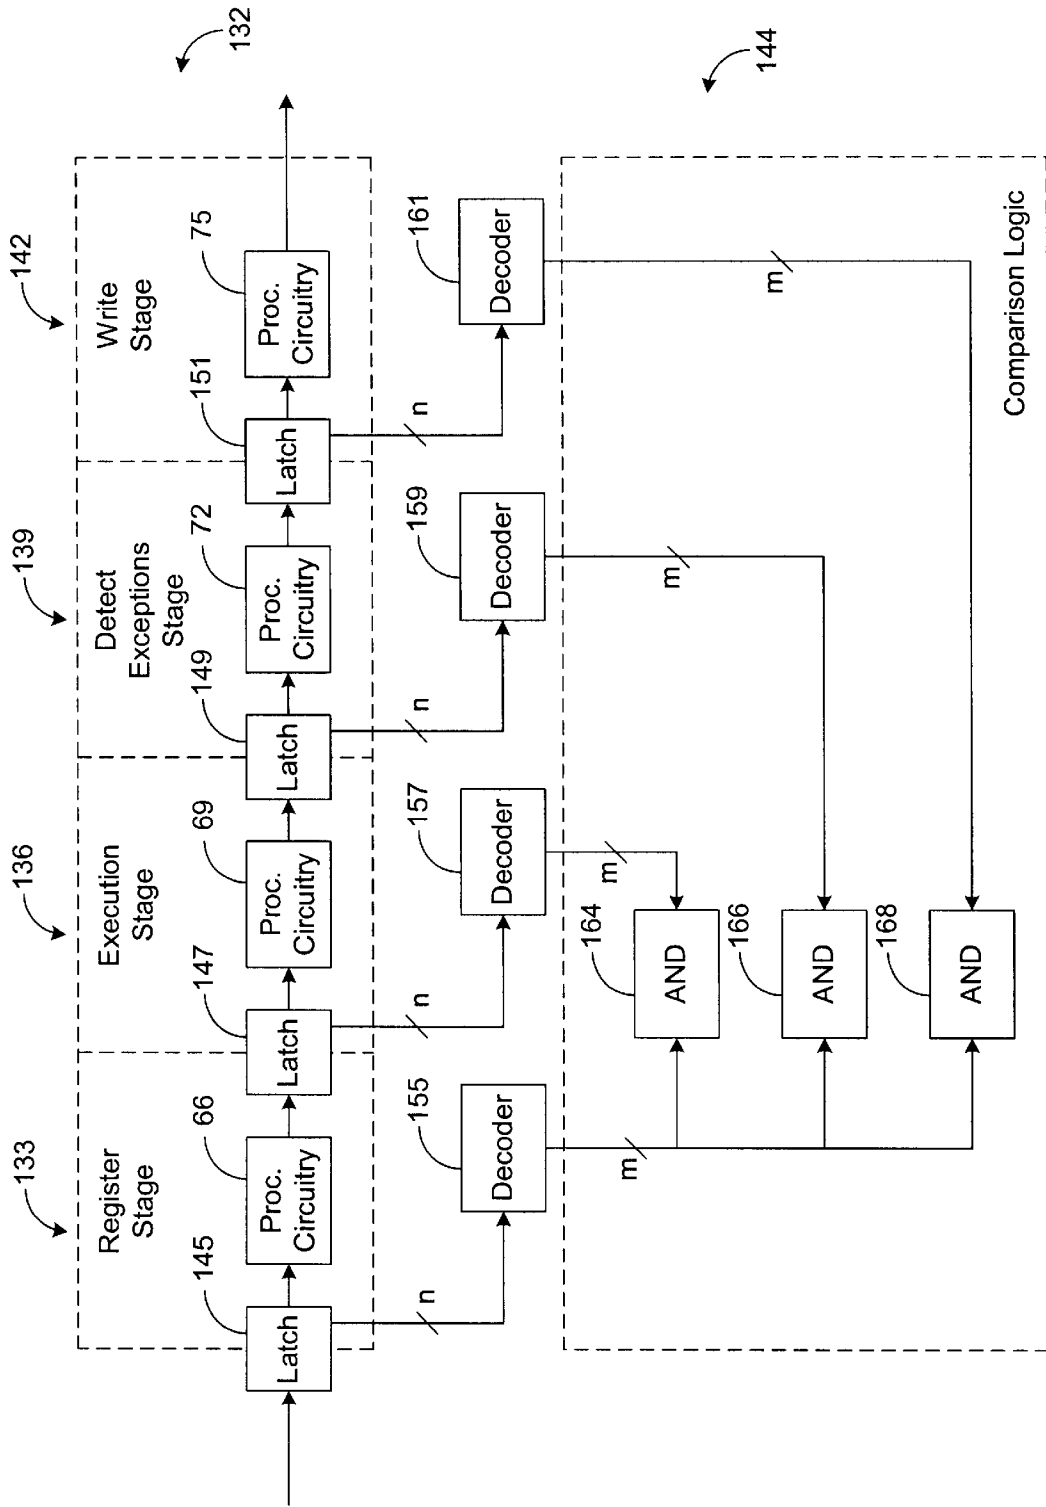 132
133
136
139
142
Register
Stage
Execution
Stage
Detect
Exceptions
Stage
Write
Stage
145
66
147
69
149
72
151
75
Latch
Proc.
Circuitry
Latch
Proc.
Circuitry
Latch
Proc.
Circuitry
Latch
Proc.
Circuitry
n
n
n
n
155
157
159
161
Decoder
Decoder
Decoder
Decoder
144
m
m
m
m
164
AND
166
AND
168
AND
Comparison Logic